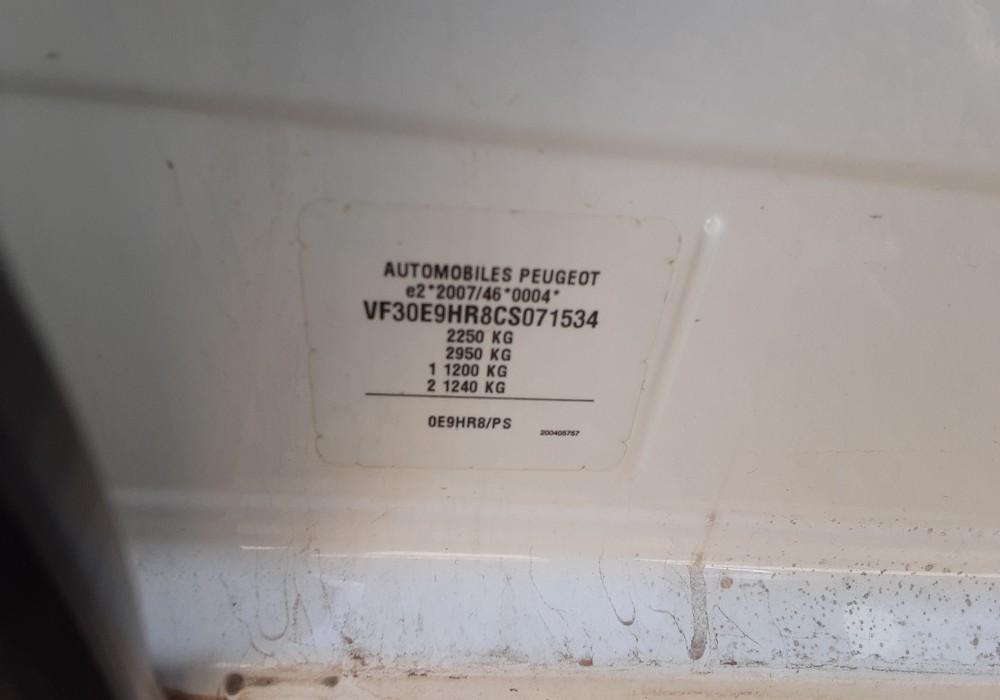 AUTOMOBILES PEUGEOT
e2*2007/46*0004*
VF30E9HR8CS071534
2250 KG
2950 KG
1 1200 KG
2 1240 KG
0E9HR8/PS
200405757